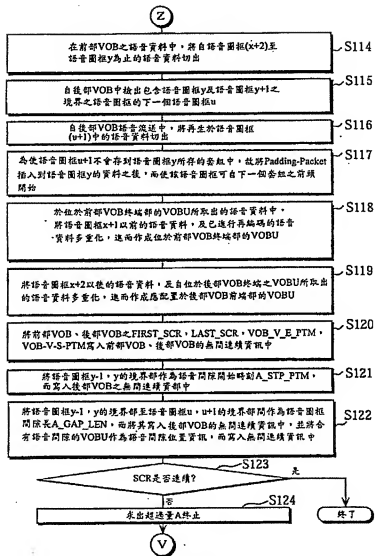 Z
在前部VOB之語音資料中，將自語音圖框(x+2)至
語音圖框y為止的語音資料切出
S114
自後部VOB中檢出包含語音圖框y及語音圖框y+1之
境界之語音圖框的下一個語音圖框u
S115
自後部VOB語音流送中，將再生於語音圖框
(u+1)中的語音資料切出
S116
為使語音圖框u+1不會存到語音圖框y所存的套組中，故將Padding-Packet
插入到語音圖框y的資料之後，而使該語音圖框可自下一個套組之前頭
開始
S117
於位於前部VOB終端部的VOBU所取出的語音資料中，
將語音圖框x+1以前的語音資料，及已進行再編碼的語音
資料多重化，進而作成位於前部VOB終端部的VOBU
S118
將語音圖框x+2以後的語音資料，及自位於後部VOB終端之VOBU所取出
的語音資料多重化，進而作成應配置於後部VOB前端部的VOBU
S119
將前部VOB、後部VOB之FIRST_SCR, LAST_SCR, VOB_V_E_PTM,
VOB-V-S-PTM寫入前部VOB、後部VOB的無間連續資訊中
S120
將語音圖框y-1, y的境界部作為語音間隙開始時刻A_STP_PTM,
而寫入後部VOB之無間連續資部中
S121
將語音圖框y-1, y的境界部至語音圖框u, u+1的境界部間作為語音圖框
間隙長A_GAP_LEN, 而將其寫入後部VOB的無間連續資訊中，並將含
有語音間隙的VOBU作為語音間隙位置資訊，而寫入無間連續資訊中
S122
S123
SCR是否連續?
是
否
S124
求出超過量A終止
終了
V